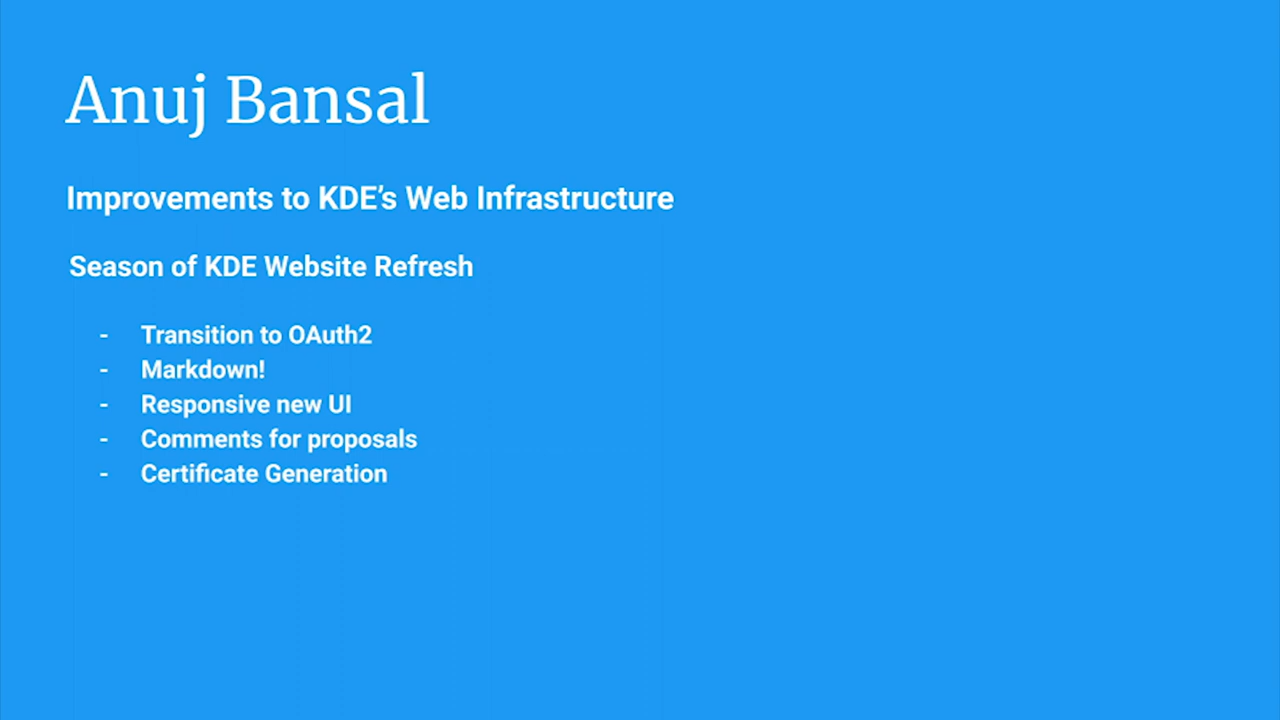 Anuj Bansal
Improvements to KDE’s Web Infrastructure
Season of KDE Website Refresh
- Transition to OAuth2
- Markdown!
- Responsive new UI
- Comments for proposals
- Certificate Generation